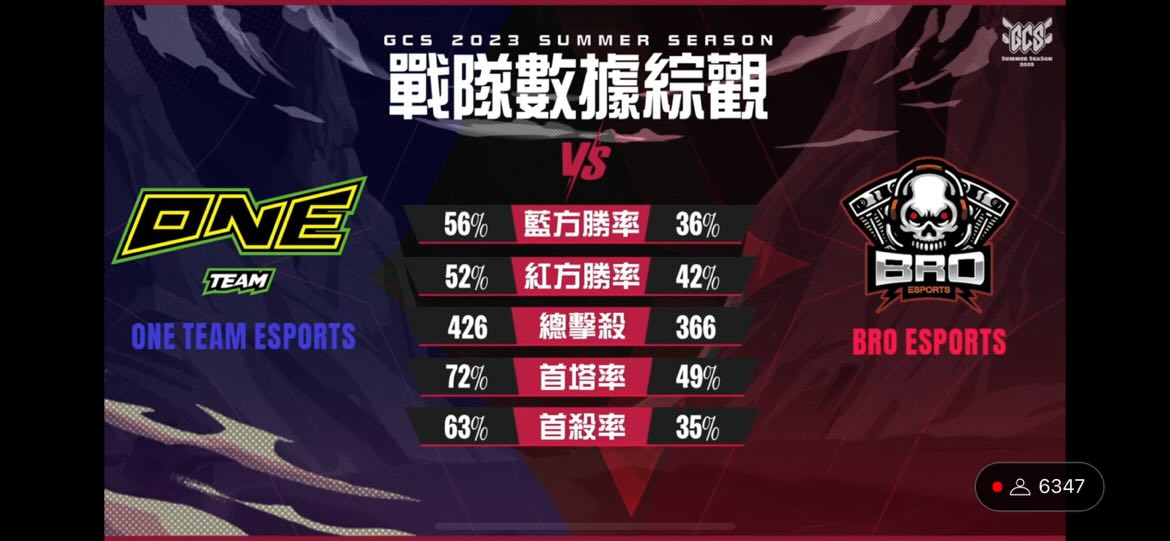 GCS 2023 SUMMER SEASON
戰隊數據綜觀
GCS
SUMMER SEASON
2023
VS
ONE
TEAM
ONE TEAM ESPORTS
56% 藍方勝率 36%
52% 紅方勝率 42%
426 總擊殺 366
72% 首塔率 49%
63% 首殺率 35%
BRO
ESPORTS
BRO ESPORTS
6347